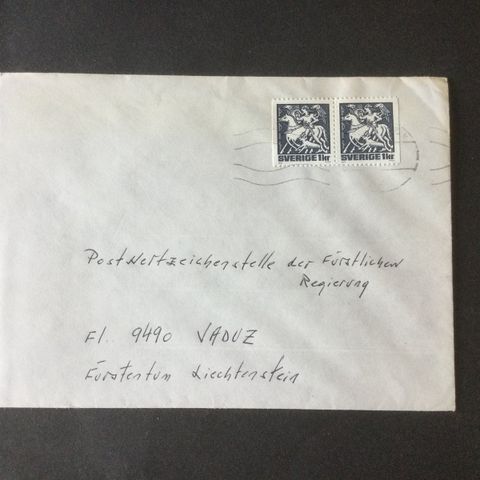 SVERIGE 1kr SVERIGE 1kr
PostWertzeichenstelle der Fürstlichen
Regierung
Fl. 9490 VADUZ
Fürstentum Liechtenstein